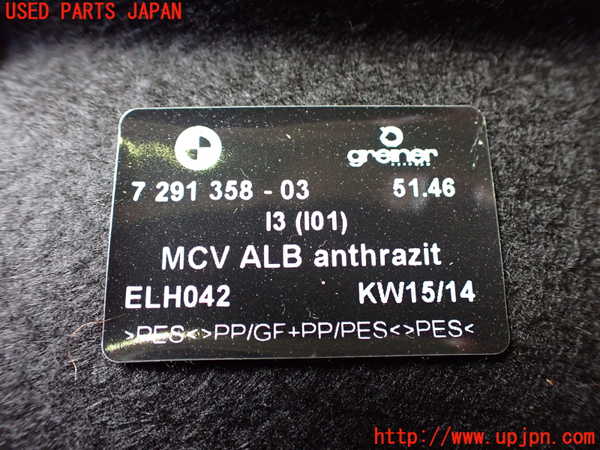 USED PARTS JAPAN
greiner
7 291 358 - 03 51.46
I3 (I01)
MCV ALB anthrazit
ELH042 KW15/14
>PES<>PP/GF+PP/PES<>PES<
http://www.upjpn.com/